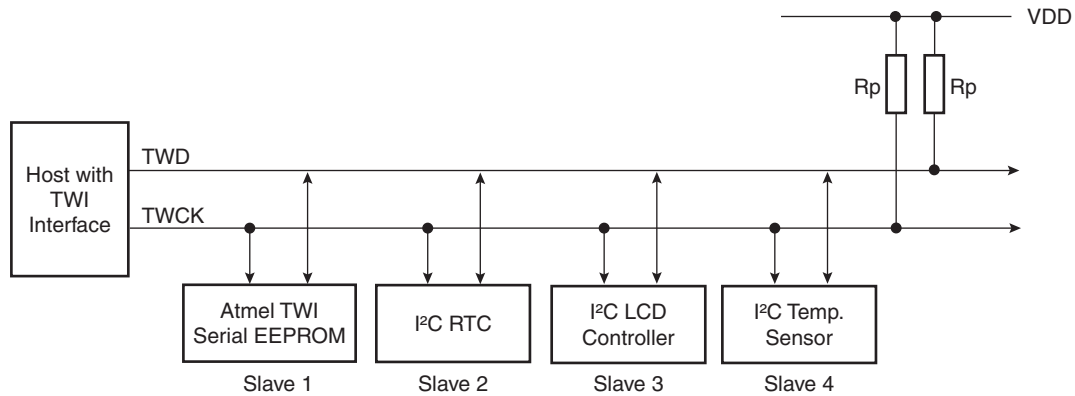 VDD
Rp Rp
Host with
TWI
Interface
TWD
TWCK
Atmel TWI
Serial EEPROM
I²C RTC
I²C LCD
Controller
I²C Temp.
Sensor
Slave 1
Slave 2
Slave 3
Slave 4